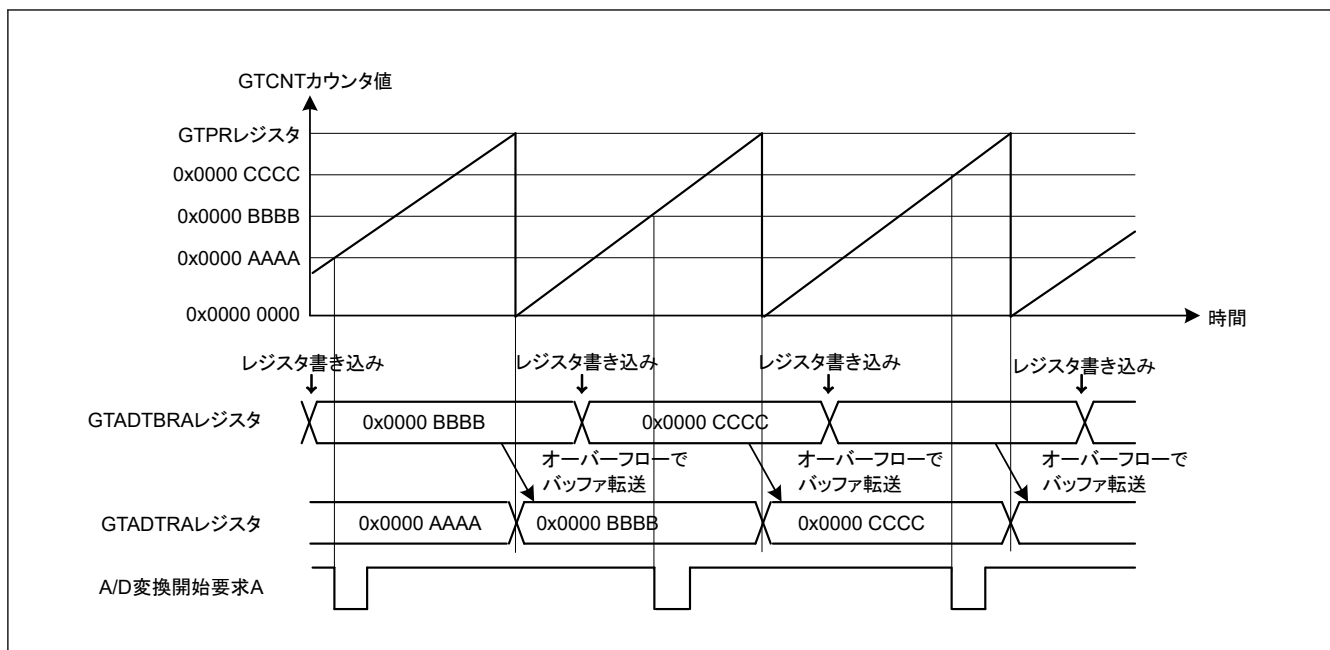 GTCNTカウンタ値
GTPRレジスタ
0x0000 CCCC
0x0000 BBBB
0x0000 AAAA
0x0000 0000
時間
レジスタ書き込み
レジスタ書き込み
レジスタ書き込み
レジスタ書き込み
GTADTBRAレジスタ
0x0000 BBBB
0x0000 CCCC
オーバーフローで
バッファ転送
オーバーフローで
バッファ転送
オーバーフローで
バッファ転送
GTADTRAレジスタ
0x0000 AAAA
0x0000 BBBB
0x0000 CCCC
A/D変換開始要求A